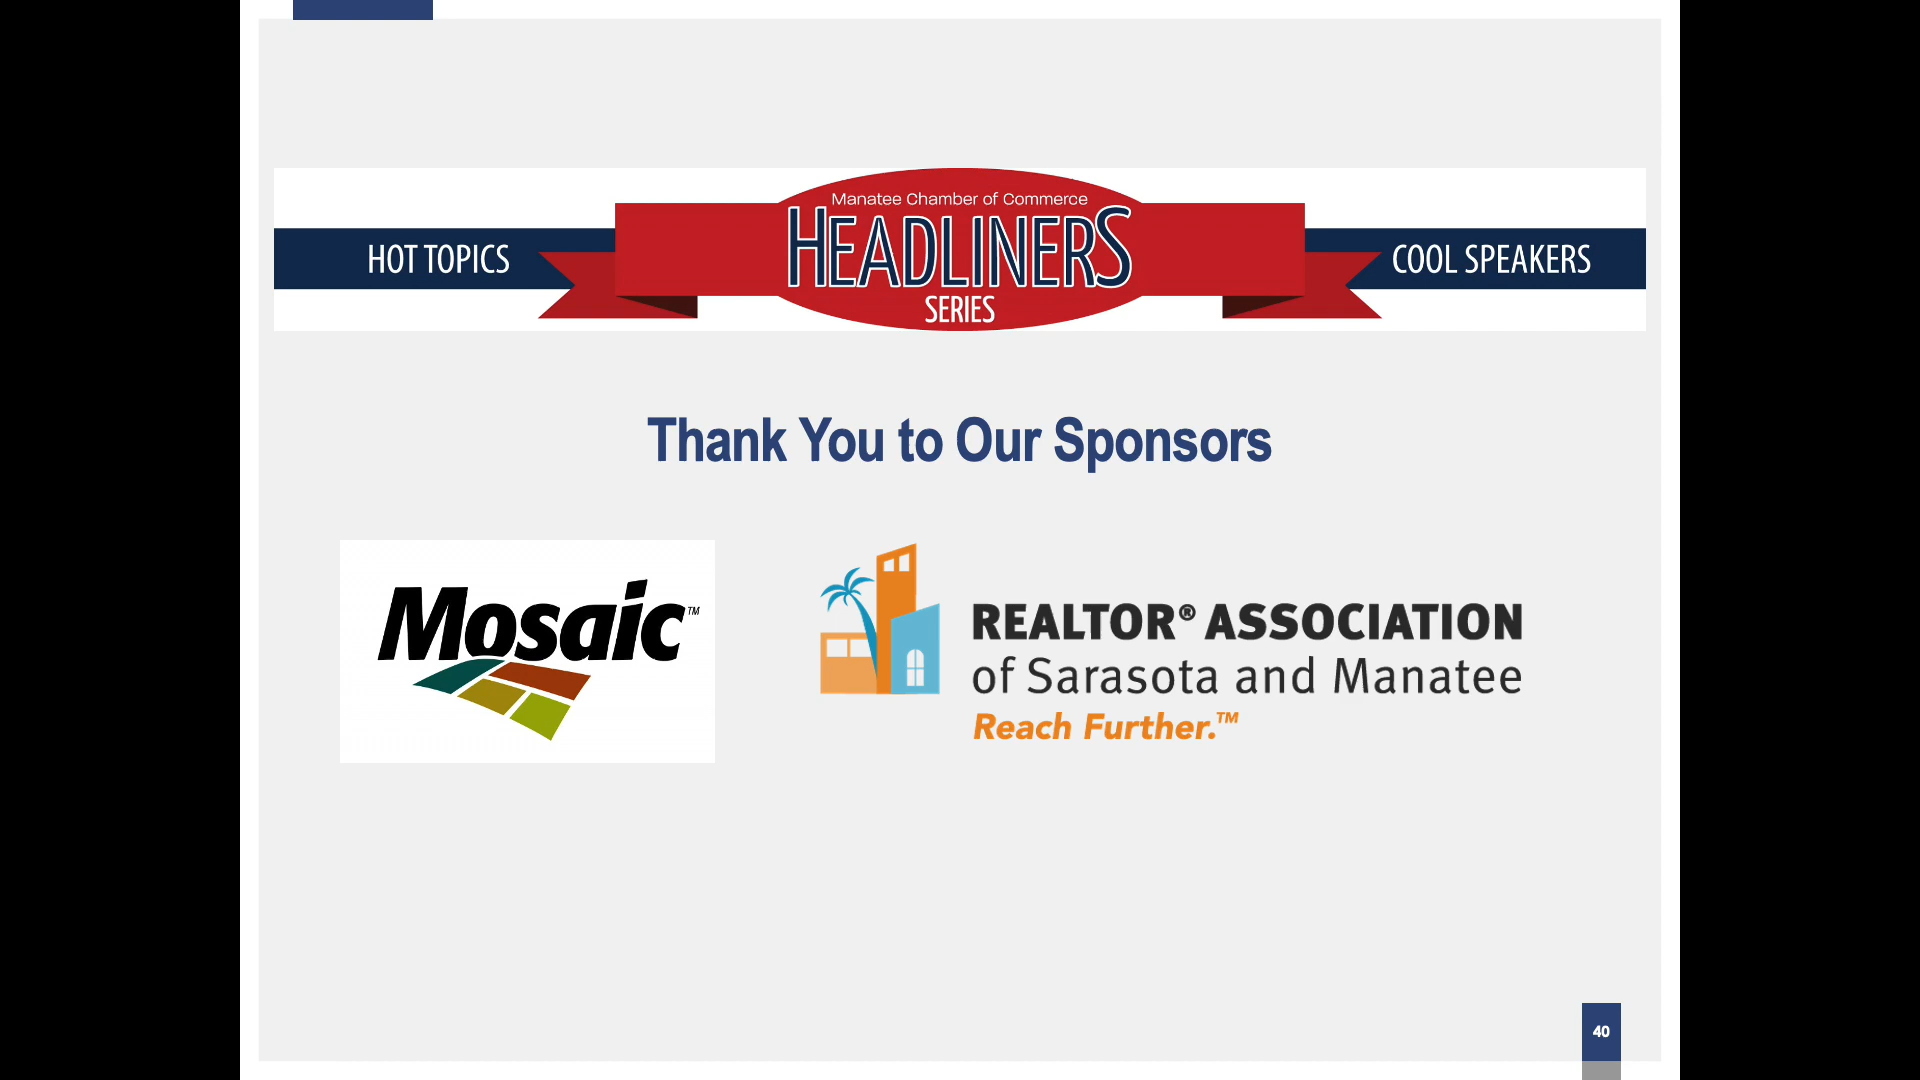 Manatee Chamber of Commerce
HOT TOPICS
HEADLINERS
COOL SPEAKERS
SERIES
Thank You to Our Sponsors
Mosaic™
REALTOR® ASSOCIATION
of Sarasota and Manatee
Reach Further.™
40